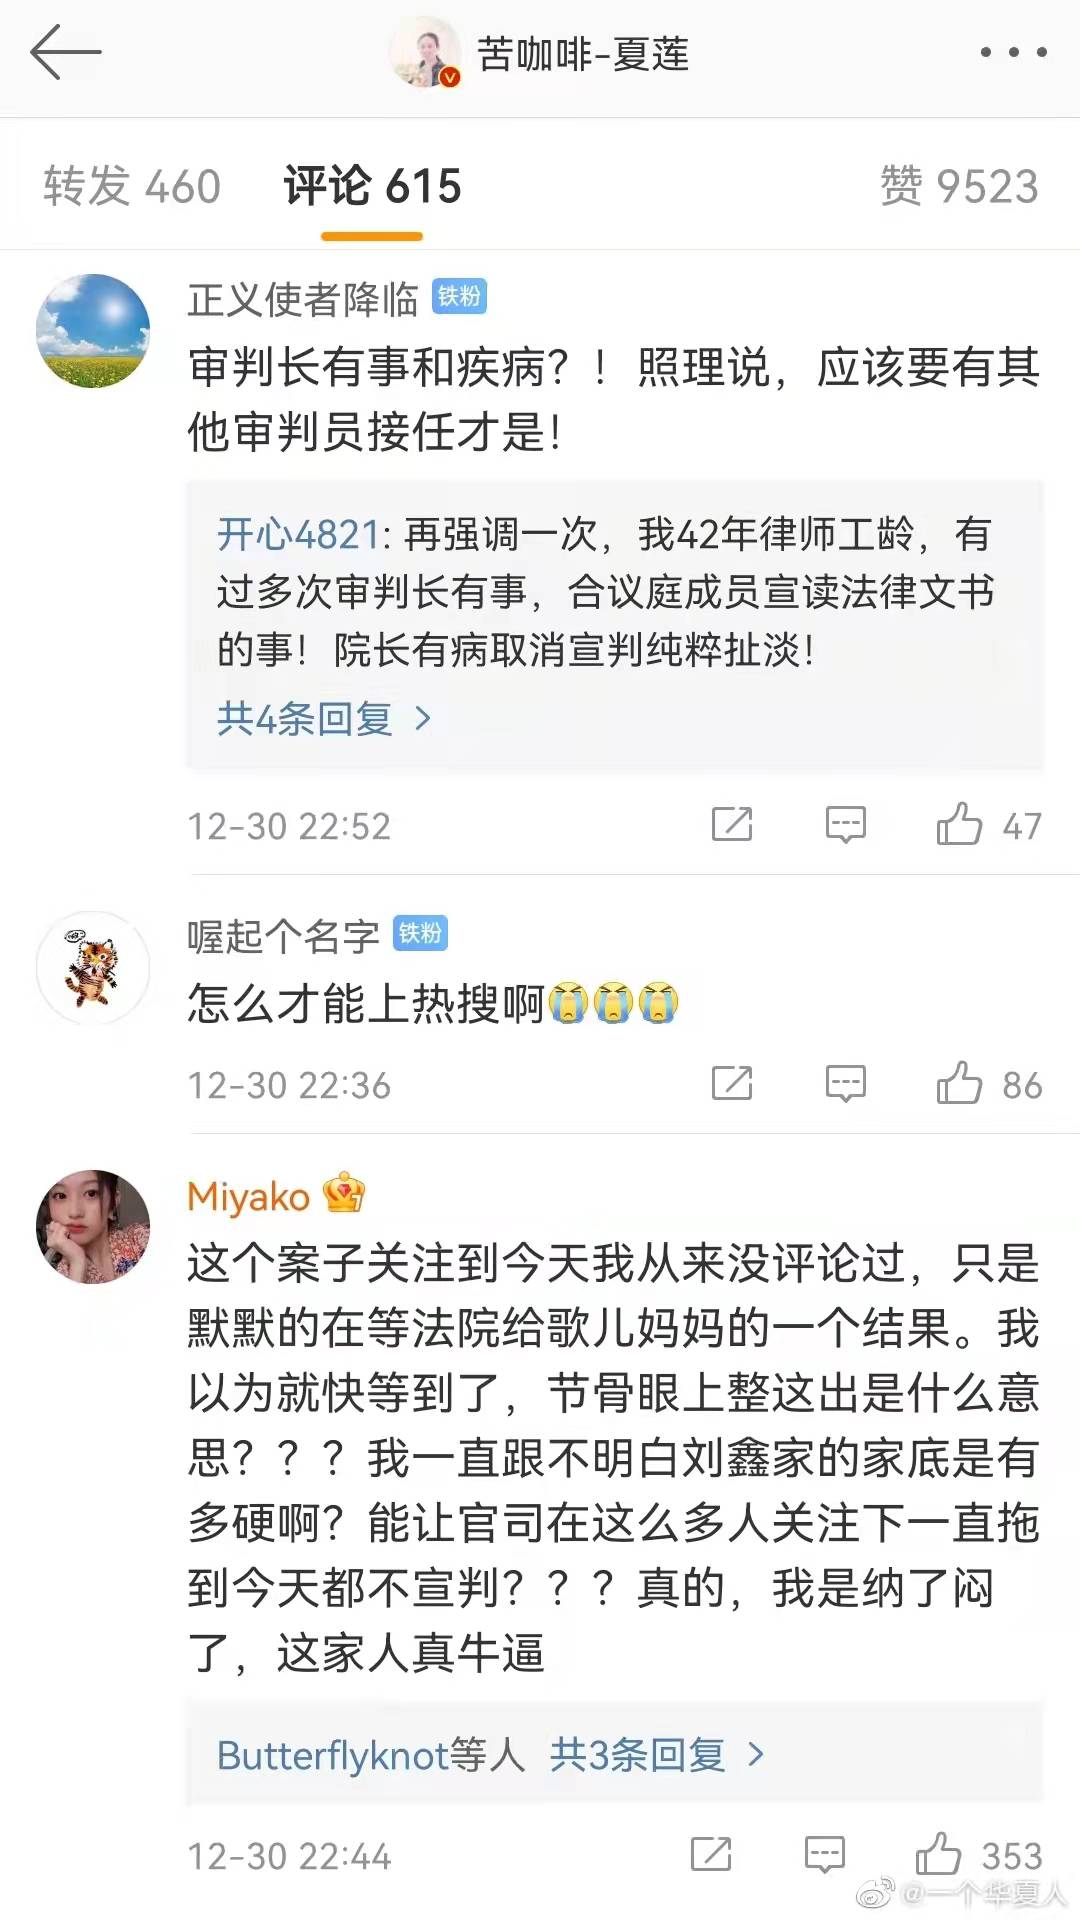 苦咖啡-夏莲
转发 460 评论 615 赞 9523
正义使者降临 铁粉
审判长有事和疾病？！照理说，应该要有其
他审判员接任才是！
开心4821: 再强调一次，我42年律师工龄，有
过多次审判长有事，合议庭成员宣读法律文书
的事！院长有病取消宣判纯粹扯淡！
共4条回复 >
12-30 22:52 47
喔起个名字 铁粉
怎么才能上热搜啊😭😭😭
12-30 22:36 86
Miyako
这个案子关注到今天我从来没评论过，只是
默默的在等法院给歌儿妈妈的一个结果。我
以为就快等到了，节骨眼上整这出是什么意
思？？？我一直跟不明白刘鑫家的家底是有
多硬啊？能让官司在这么多人关注下一直拖
到今天都不宣判？？？真的，我是纳了闷
了，这家人真牛逼
Butterflyknot等人 共3条回复 >
12-30 22:44 353
@一个华夏人